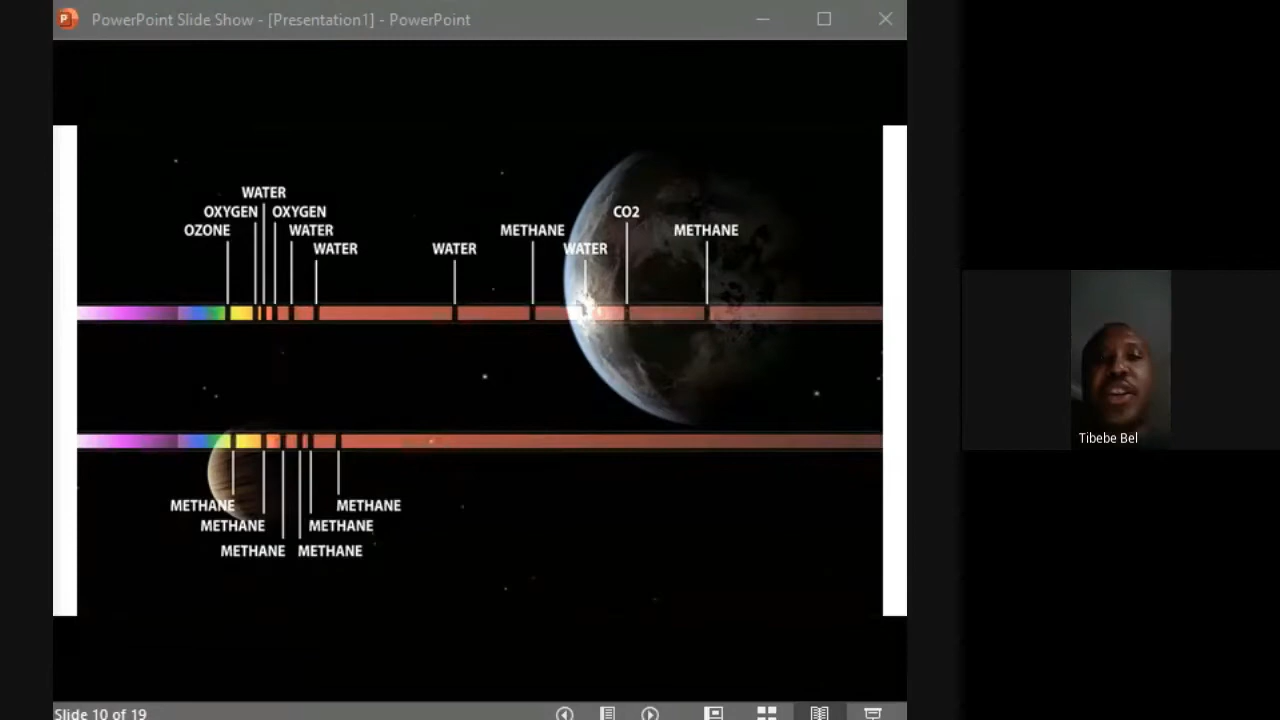 PowerPoint Slide Show - [Presentation1] - PowerPoint
WATER
OXYGEN OXYGEN CO2
OZONE WATER METHANE METHANE
WATER WATER WATER
METHANE METHANE
METHANE METHANE
METHANE METHANE
Tibebe Bel
Slide 10 of 19